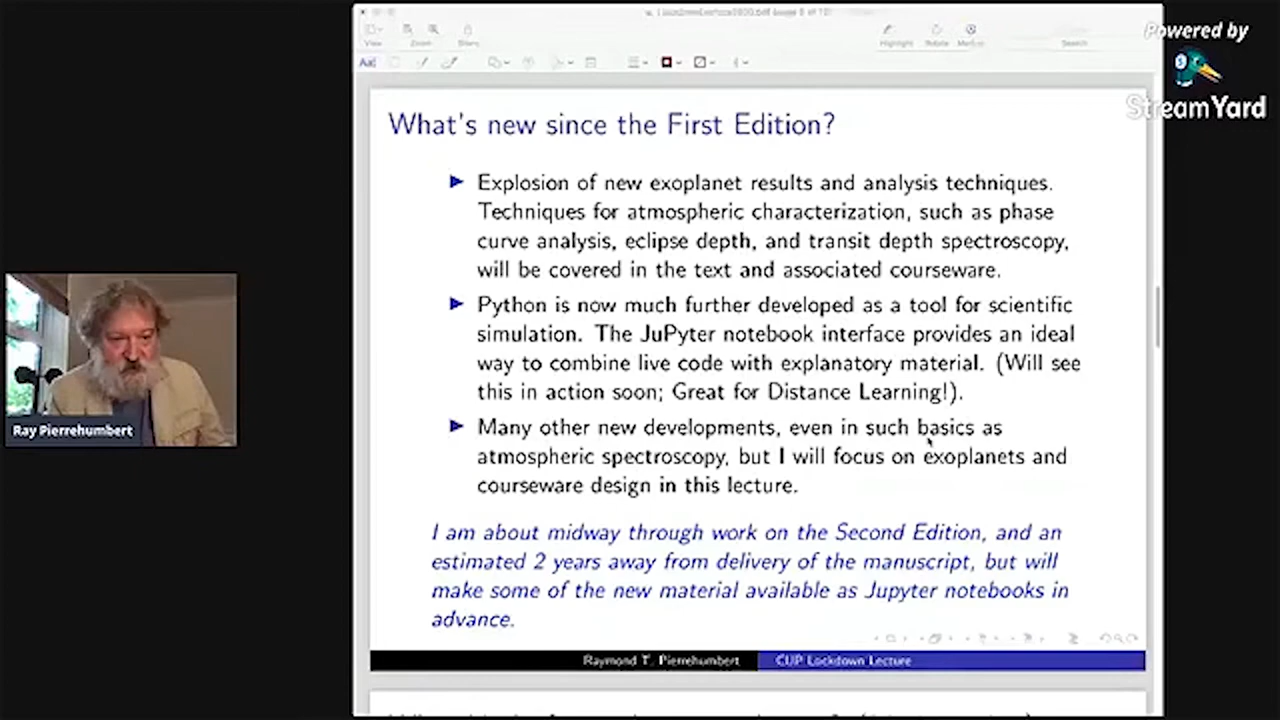 Powered by
StreamYard
View
Zoom
Share
Highlight
Rotate
Markup
Search
What's new since the First Edition?
Explosion of new exoplanet results and analysis techniques.
Techniques for atmospheric characterization, such as phase
curve analysis, eclipse depth, and transit depth spectroscopy,
will be covered in the text and associated courseware.
Python is now much further developed as a tool for scientific
simulation. The JuPyter notebook interface provides an ideal
way to combine live code with explanatory material. (Will see
this in action soon; Great for Distance Learning!).
Many other new developments, even in such basics as
atmospheric spectroscopy, but I will focus on exoplanets and
courseware design in this lecture.
I am about midway through work on the Second Edition, and an
estimated 2 years away from delivery of the manuscript, but will
make some of the new material available as Jupyter notebooks in
advance.
Raymond T. Pierrehumbert
CUP Lockdown Lecture
Ray Pierrehumbert